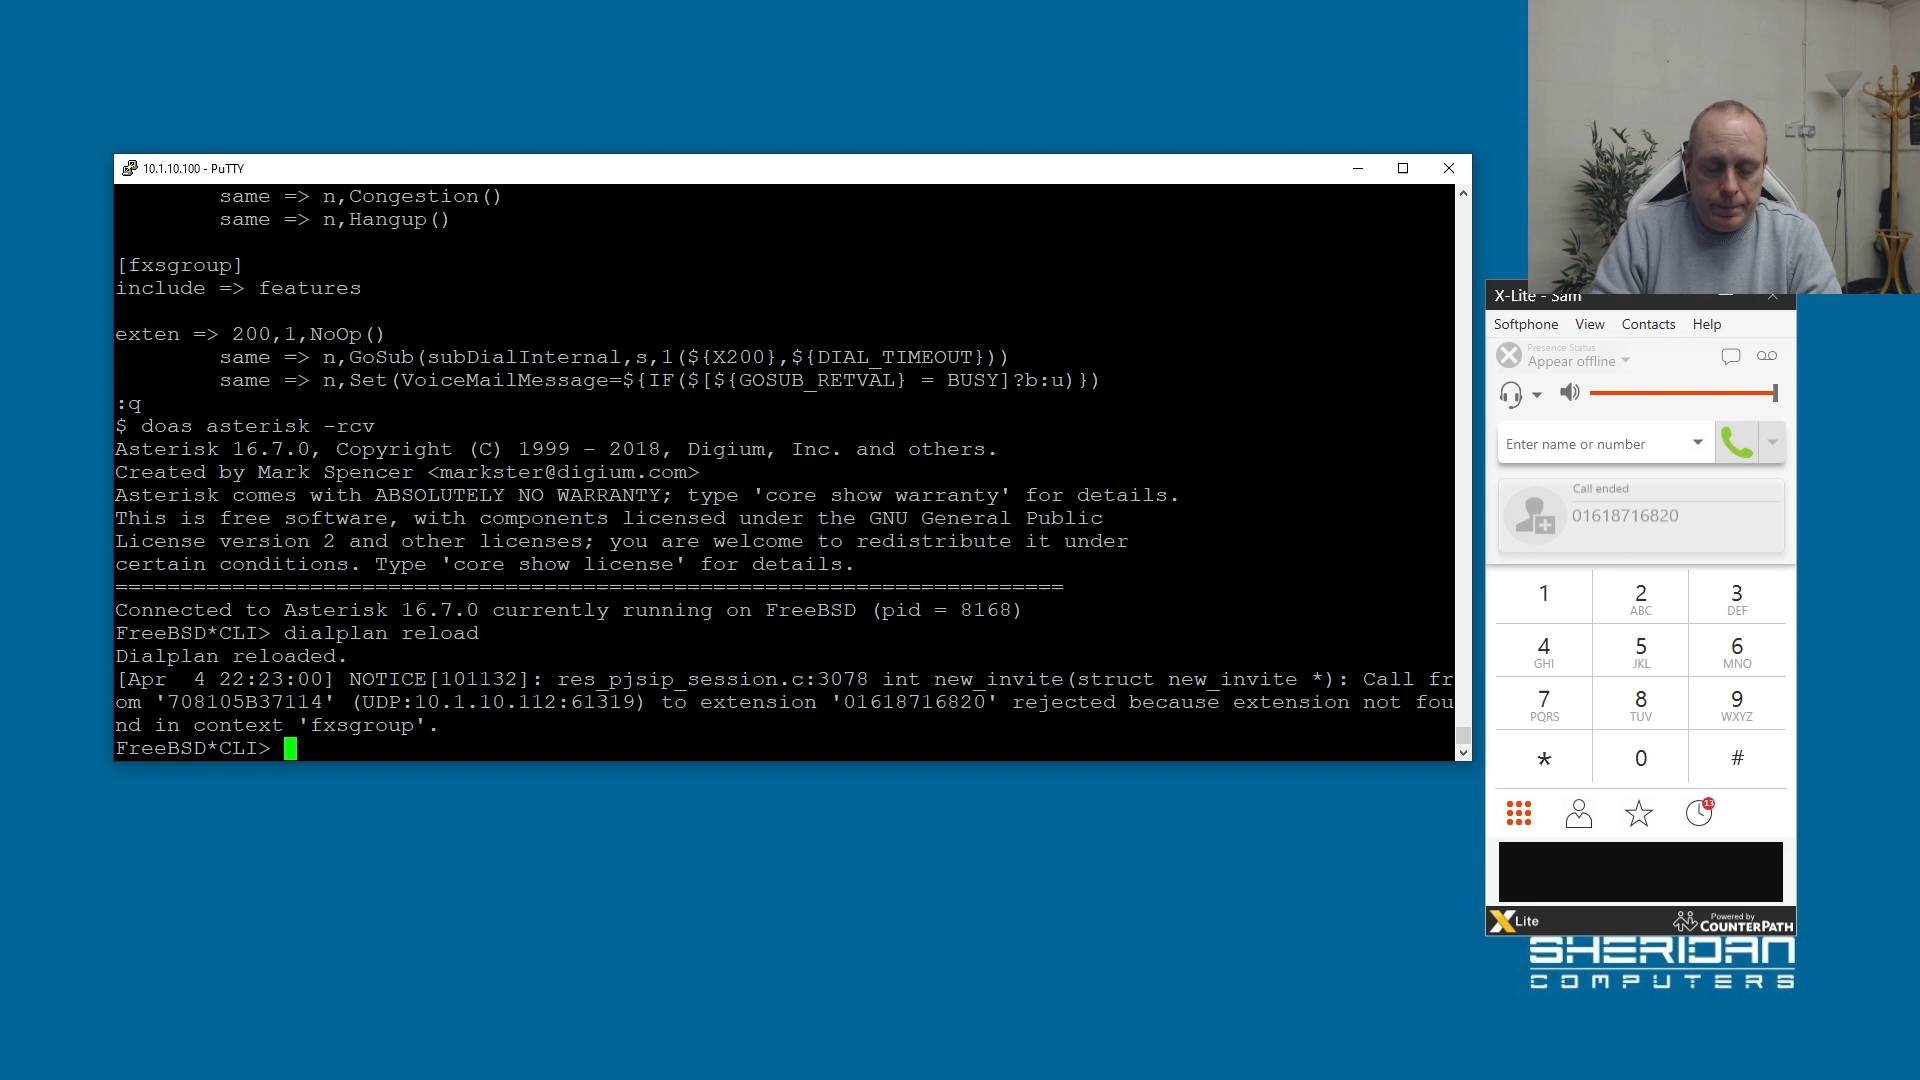 10.1.10.100 - PuTTY
same => n,Congestion()
same => n,Hangup()
[fxsgroup]
include => features
exten => 200,1,NoOp()
same => n,GoSub(subDialInternal,s,1(${X200},${DIAL_TIMEOUT}))
same => n,Set(VoiceMailMessage=${IF($[${GOSUB_RETVAL} = BUSY]?b:u)})
:q
$ doas asterisk -rcv
Asterisk 16.7.0, Copyright (C) 1999 - 2018, Digium, Inc. and others.
Created by Mark Spencer <markster@digium.com>
Asterisk comes with ABSOLUTELY NO WARRANTY; type 'core show warranty' for details.
This is free software, with components licensed under the GNU General Public
License version 2 and other licenses; you are welcome to redistribute it under
certain conditions. Type 'core show license' for details.
=========================================================================
Connected to Asterisk 16.7.0 currently running on FreeBSD (pid = 8168)
FreeBSD*CLI> dialplan reload
Dialplan reloaded.
[Apr  4 22:23:00] NOTICE[101132]: res_pjsip_session.c:3078 int new_invite(struct new_invite *): Call fr
om '708105B37114' (UDP:10.1.10.112:61319) to extension '01618716820' rejected because extension not fou
nd in context 'fxsgroup'.
FreeBSD*CLI>
X-Lite - Sam
Softphone View Contacts Help
Presence Status
Appear offline
Enter name or number
Call ended
01618716820
1 2 3
ABC DEF
4 5 6
GHI JKL MNO
7 8 9
PQRS TUV WXYZ
* 0 #
13
X Lite
Powered by
COUNTERPATH
SHERIDAN
COMPUTERS